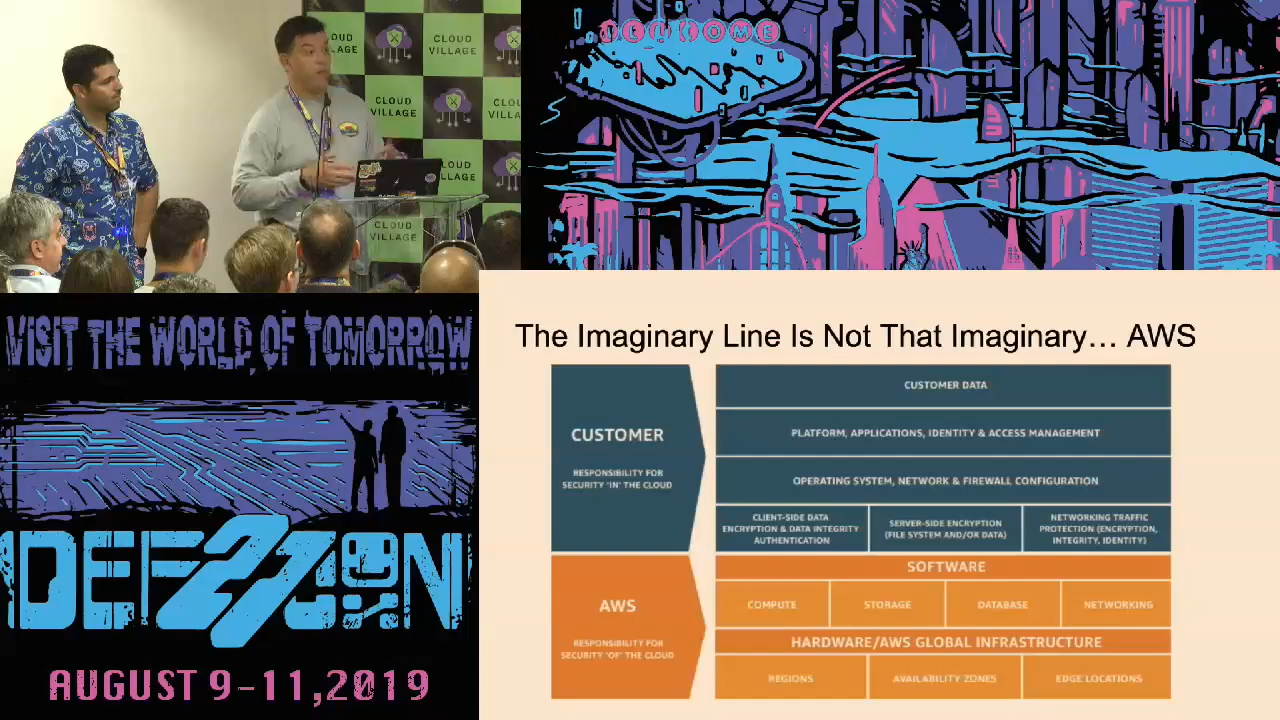 CLOUD
VILLAGE
CLOUD
VILLAGE
CLOUD
VILLAGE
WELCOME
VISIT THE WORLD OF TOMORROW
DEF27CON
AUGUST 9-11,2019
The Imaginary Line Is Not That Imaginary… AWS
CUSTOMER
RESPONSIBILITY FOR
SECURITY 'IN' THE CLOUD
CUSTOMER DATA
PLATFORM, APPLICATIONS, IDENTITY & ACCESS MANAGEMENT
OPERATING SYSTEM, NETWORK & FIREWALL CONFIGURATION
CLIENT-SIDE DATA
ENCRYPTION & DATA INTEGRITY
AUTHENTICATION
SERVER-SIDE ENCRYPTION
(FILE SYSTEM AND/OR DATA)
NETWORKING TRAFFIC
PROTECTION (ENCRYPTION,
INTEGRITY, IDENTITY)
AWS
RESPONSIBILITY FOR
SECURITY 'OF' THE CLOUD
SOFTWARE
COMPUTE
STORAGE
DATABASE
NETWORKING
HARDWARE/AWS GLOBAL INFRASTRUCTURE
REGIONS
AVAILABILITY ZONES
EDGE LOCATIONS